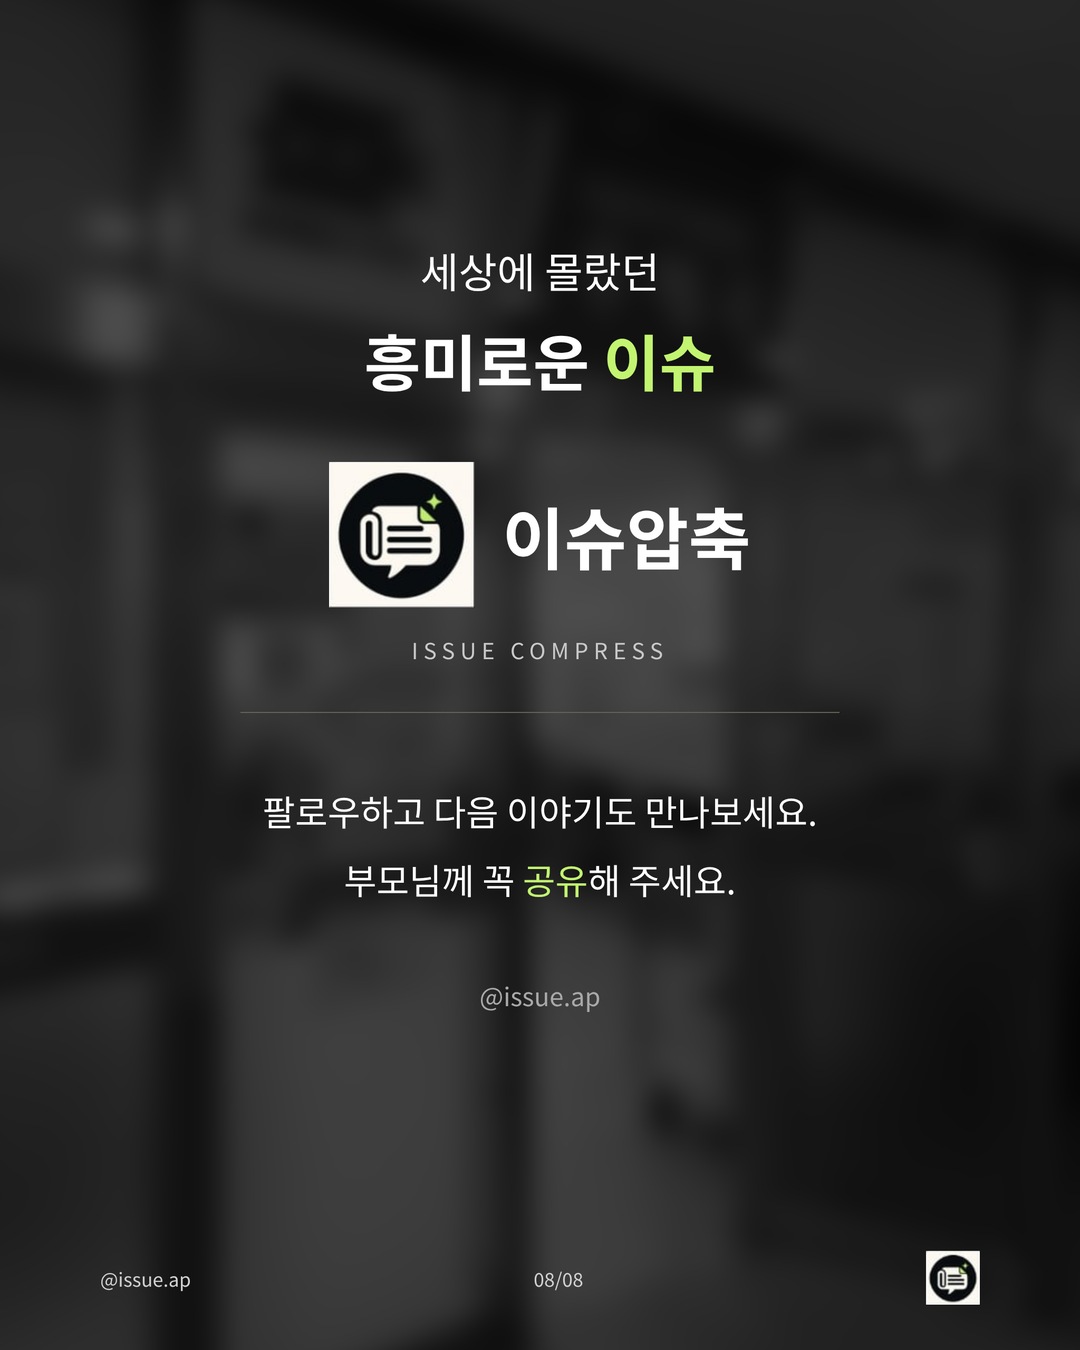 세상에 몰랐던
흥미로운 이슈
이슈압축
ISSUE COMPRESS
팔로우하고 다음 이야기도 만나보세요.
부모님께 꼭 공유해 주세요.
@issue.ap
@issue.ap
08/08